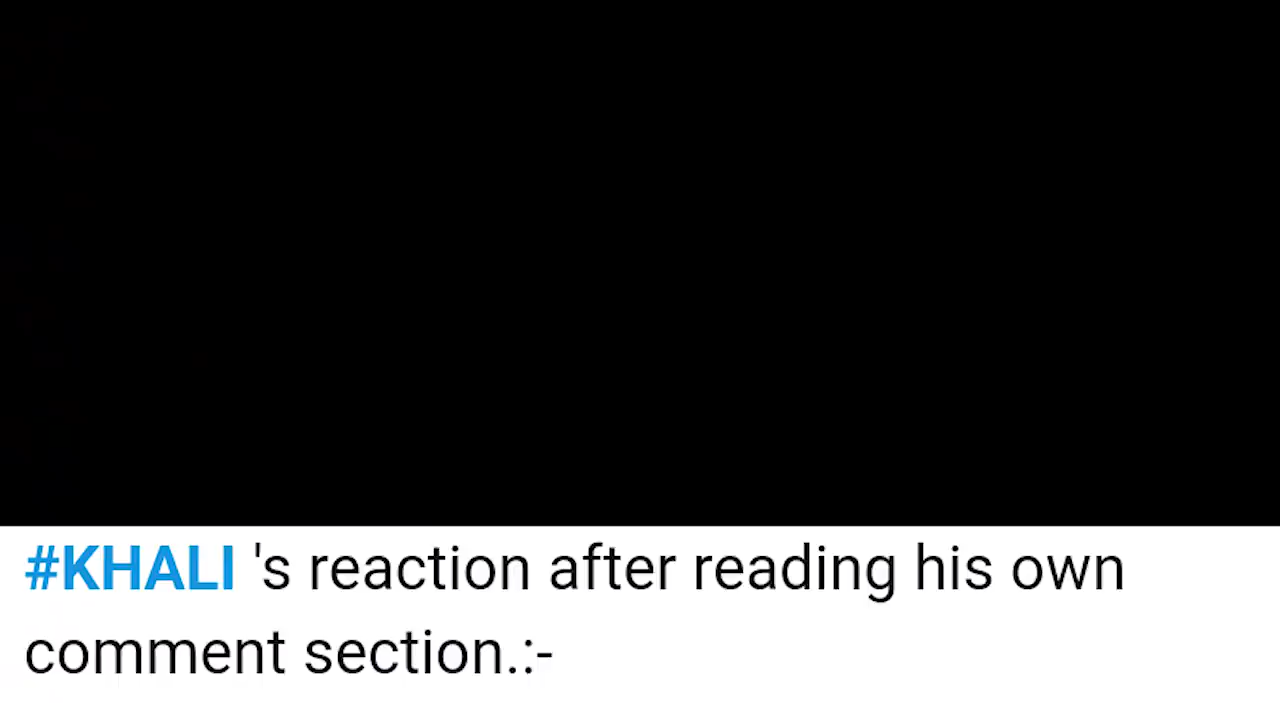 #KHALI 's reaction after reading his own
comment section.:-